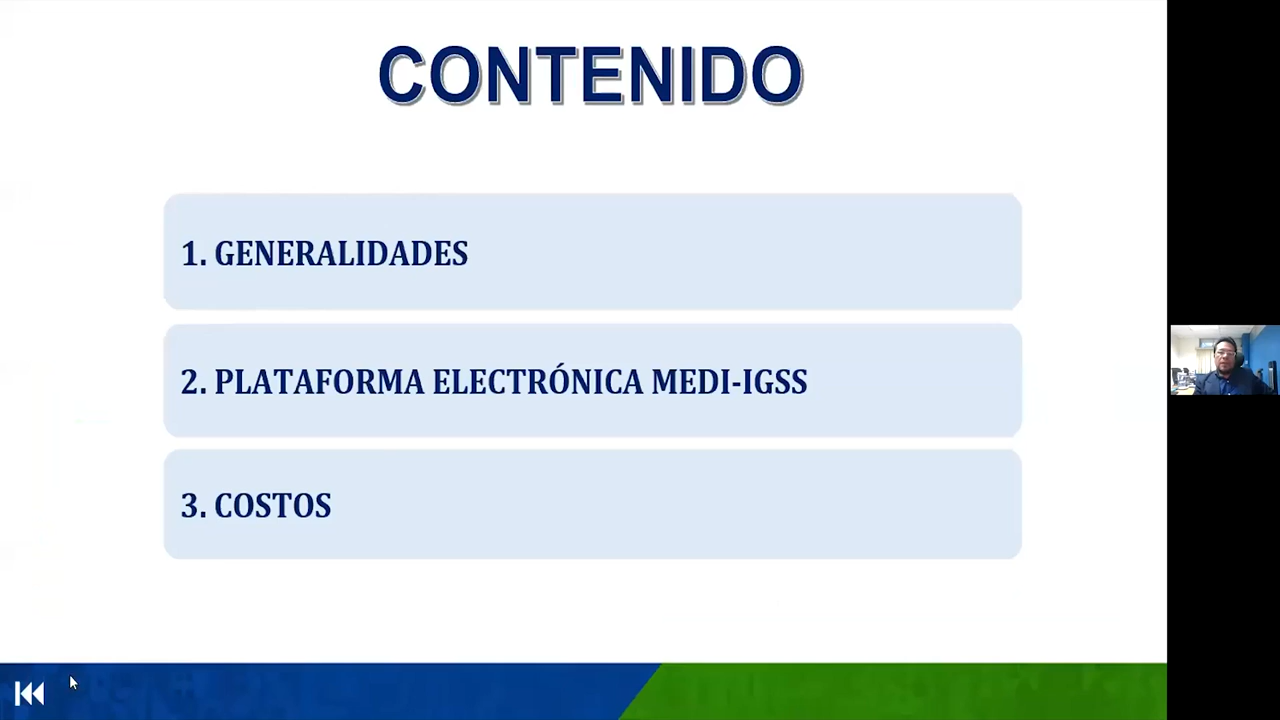 CONTENIDO
1. GENERALIDADES
2. PLATAFORMA ELECTRÓNICA MEDI-IGSS
3. COSTOS